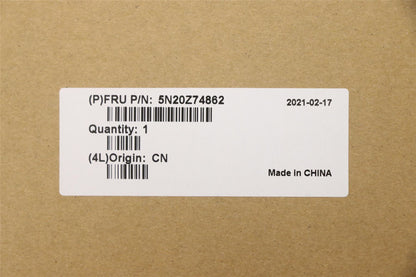 (P)FRU P/N: 5N20Z74862
2021-02-17
Quantity: 1
(4L)Origin: CN
Made in CHINA